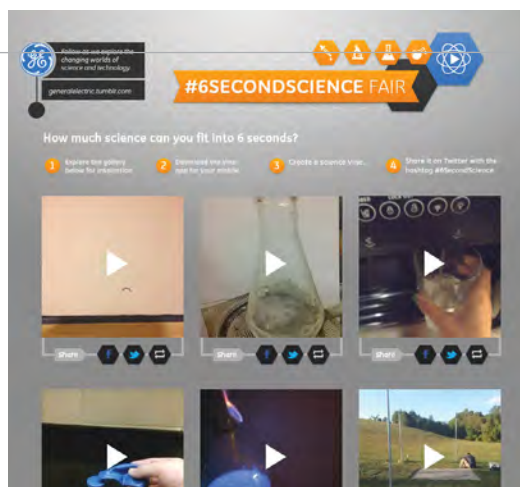 Follow as we explore the
changing worlds of
science and technology.
generalelectric.tumblr.com
#6SECONDSCIENCE FAIR
How much science can you fit into 6 seconds?
1 Explore the gallery
below for inspiration
2 Download the Vine
app for your mobile
3 Create a science Vine...
4 Share it on Twitter with the
hashtag #6SecondScience
share
share
share